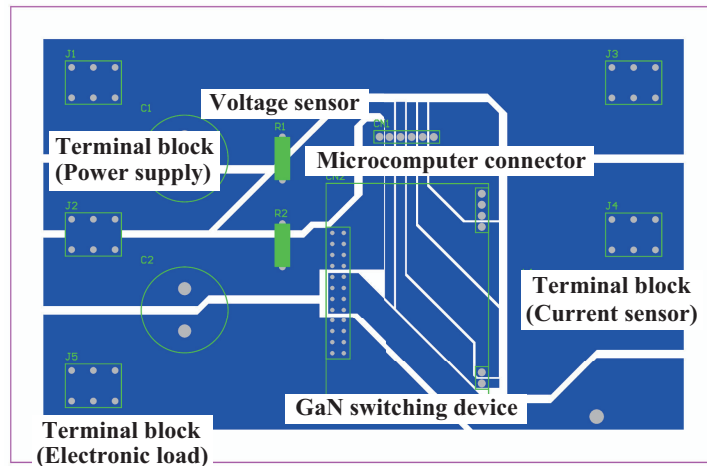 J1
J3
C1
Voltage sensor
R1
CN1
Terminal block
(Power supply)
Microcomputer connector
CN2
J2
R2
J4
C2
Terminal block
(Current sensor)
J5
GaN switching device
Terminal block
(Electronic load)